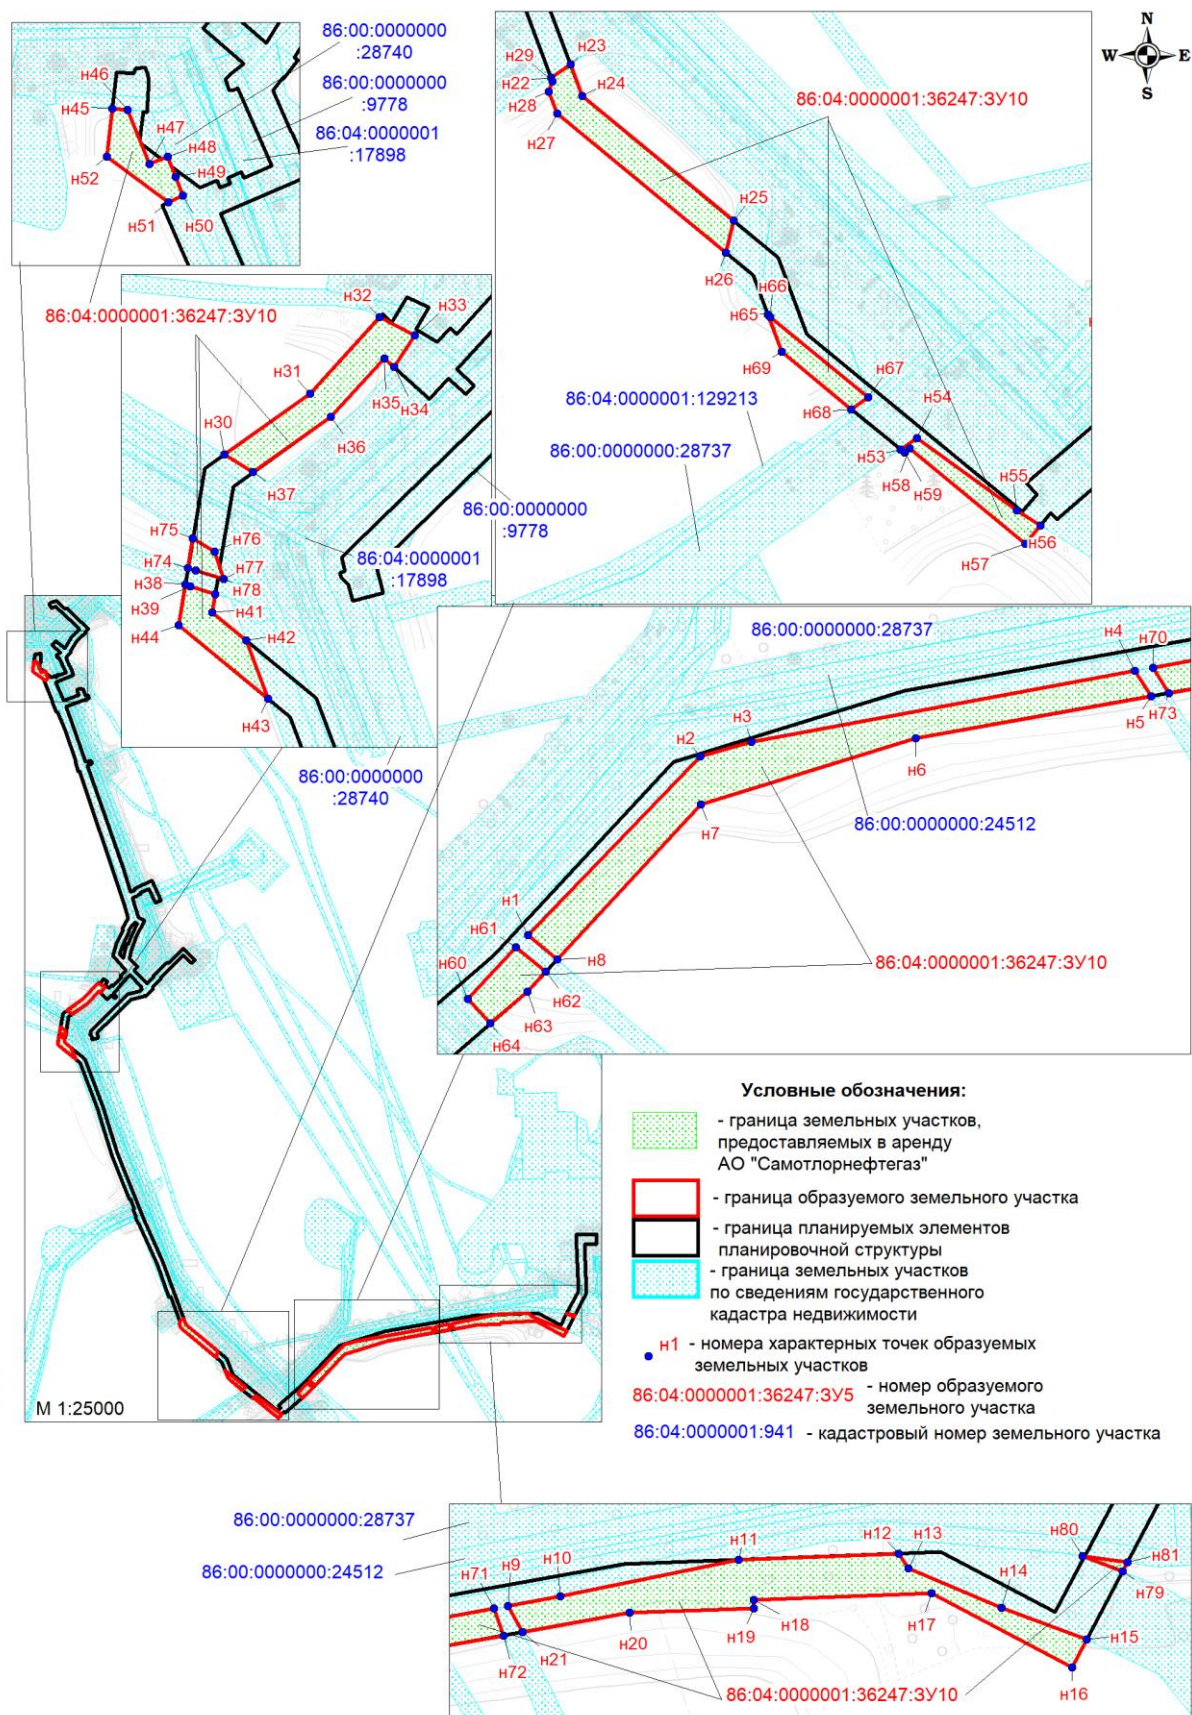 86:00:0000000
:28740
86:00:0000000
:9778
86:04:0000001
:17898
н46
н45
н47
н48
н49
н52
н51
н50
N
W
E
S
н29
н23
н22
н24
н28
н27
86:04:0000001:36247:ЗУ10
н25
н26
н66
н65
н69
н67
н68
н54
86:04:0000001:129213
86:00:0000000:28737
н53
н58
н59
н55
н56
н57
86:04:0000001:36247:ЗУ10
н32
н33
н31
н35
н34
н30
н36
н37
86:00:0000000
:9778
н75
н76
86:04:0000001
:17898
н74
н77
н38
н78
н39
н41
н44
н42
н43
86:00:0000000
:28740
86:00:0000000:28737
н4
н70
н3
н2
н5
н73
н6
86:00:0000000:24512
н7
н1
н61
н60
н8
86:04:0000001:36247:ЗУ10
н62
н63
н64
Условные обозначения:
- граница земельных участков,
предоставляемых в аренду
АО "Самотлорнефтегаз"
- граница образуемого земельного участка
- граница планируемых элементов
планировочной структуры
- граница земельных участков
по сведениям государственного
кадастра недвижимости
н1 - номера характерных точек образуемых
земельных участков
86:04:0000001:36247:ЗУ5 - номер образуемого
земельного участка
86:04:0000001:941 - кадастровый номер земельного участка
М 1:25000
86:00:0000000:28737
86:00:0000000:24512
н71
н9
н10
н11
н12
н13
н80
н81
н79
н14
н18
н17
н15
н19
н20
н21
н72
н16
86:04:0000001:36247:ЗУ10